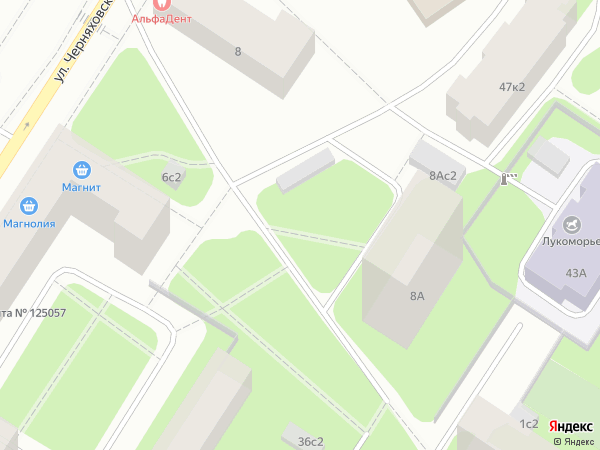 АльфаДент
ул. Черняховск
8
47к2
Магнит
6с2
8Ас2
Магнолия
Лукоморье
43А
8А
та № 125057
1с2
36с2
Яндекс
© Яндекс